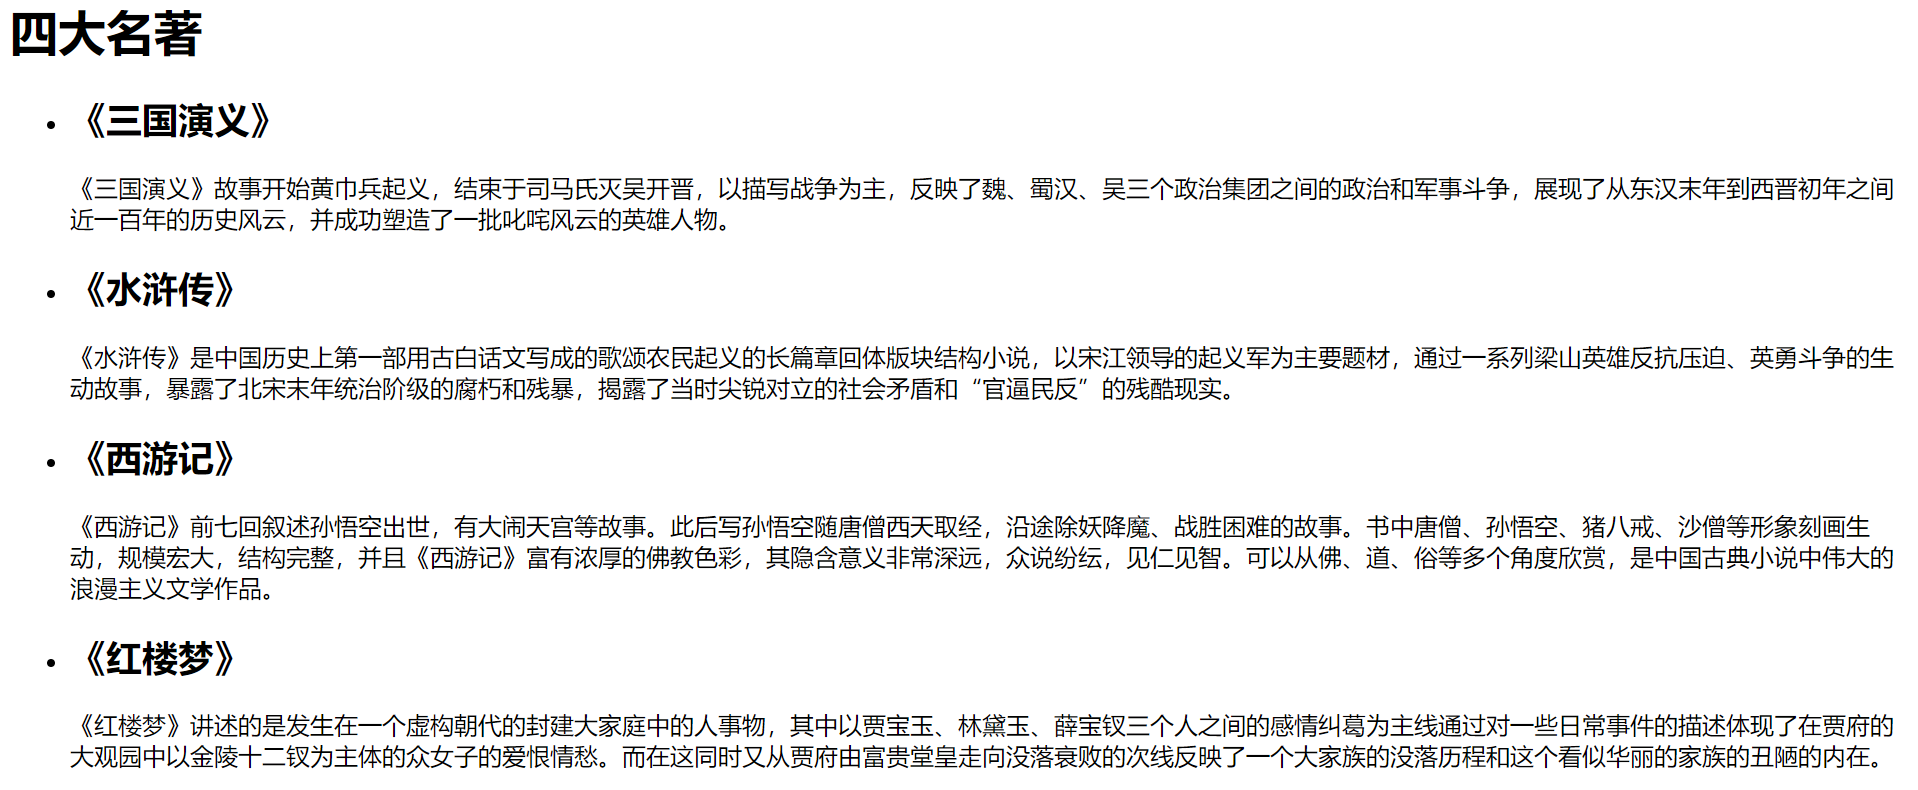 四大名著
《三国演义》
《三国演义》故事开始黄巾兵起义，结束于司马氏灭吴开晋，以描写战争为主，反映了魏、蜀汉、吴三个政治集团之间的政治和军事斗争，展现了从东汉末年到西晋初年之间
近一百年的历史风云，并成功塑造了一批叱咤风云的英雄人物。
《水浒传》
《水浒传》是中国历史上第一部用古白话文写成的歌颂农民起义的长篇章回体版块结构小说，以宋江领导的起义军为主要题材，通过一系列梁山英雄反抗压迫、英勇斗争的生
动故事，暴露了北宋末年统治阶级的腐朽和残暴，揭露了当时尖锐对立的社会矛盾和“官逼民反”的残酷现实。
《西游记》
《西游记》前七回叙述孙悟空出世，有大闹天宫等故事。此后写孙悟空随唐僧西天取经，沿途除妖降魔、战胜困难的故事。书中唐僧、孙悟空、猪八戒、沙僧等形象刻画生
动，规模宏大，结构完整，并且《西游记》富有浓厚的佛教色彩，其隐含意义非常深远，众说纷纭，见仁见智。可以从佛、道、俗等多个角度欣赏，是中国古典小说中伟大的
浪漫主义文学作品。
《红楼梦》
《红楼梦》讲述的是发生在一个虚构朝代的封建大家庭中的人事物，其中以贾宝玉、林黛玉、薛宝钗三个人之间的感情纠葛为主线通过对一些日常事件的描述体现了在贾府的
大观园中以金陵十二钗为主体的众女子的爱恨情愁。而在这同时又从贾府由富贵堂皇走向没落衰败的次线反映了一个大家族的没落历程和这个看似华丽的家族的丑陋的内在。